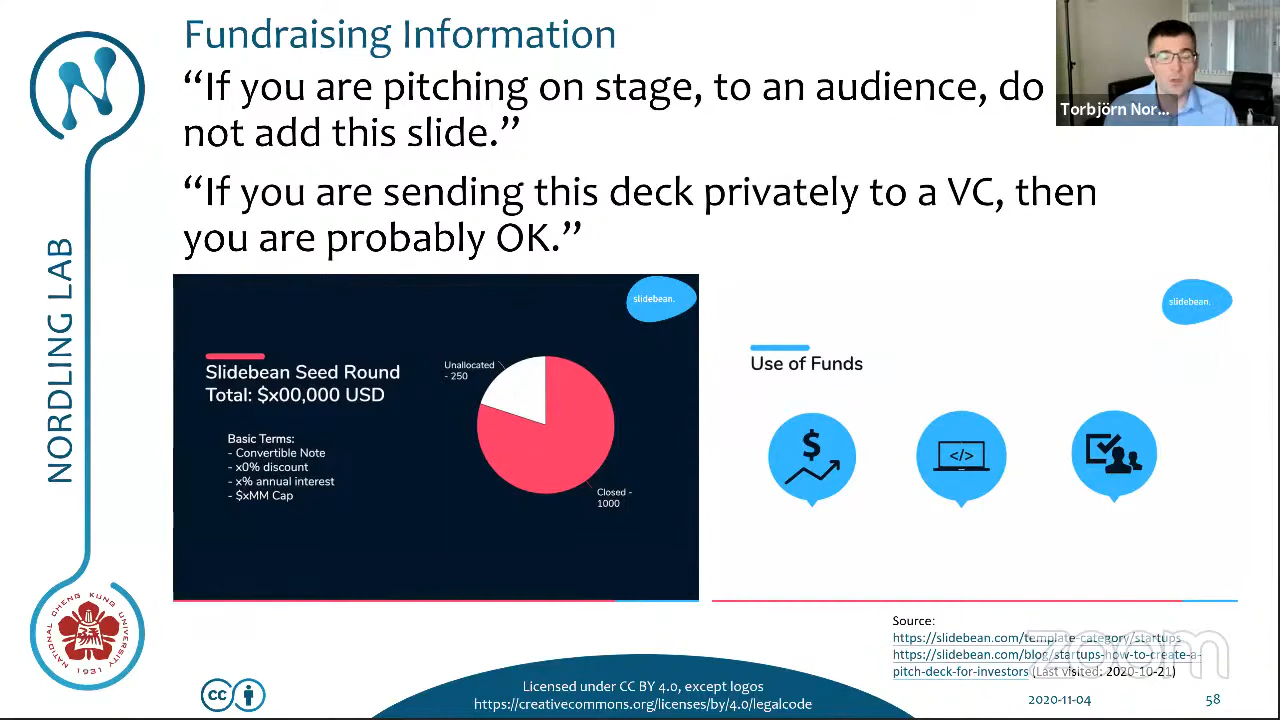 Fundraising Information
“If you are pitching on stage, to an audience, do
not add this slide.”
“If you are sending this deck privately to a VC, then
you are probably OK.”
Torbjörn Nor...
NORDLING LAB
slidebean.
Slidebean Seed Round
Total: $x00,000 USD
Basic Terms:
- Convertible Note
- x0% discount
- x% annual interest
- $xMM Cap
Unallocated
- 250
Closed -
1000
slidebean.
Use of Funds
$
</>
Source:
https://slidebean.com/template-category/startups
https://slidebean.com/blog/startups-how-to-create-a-
pitch-deck-for-investors (Last visited: 2020-10-21)
zoom
NATIONAL CHENG KUNG UNIVERSITY
1931
cc
Licensed under CC BY 4.0, except logos
https://creativecommons.org/licenses/by/4.0/legalcode
2020-11-04
58